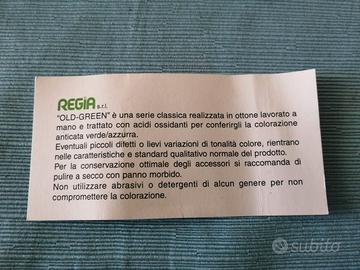 REGIA s.r.l.
"OLD-GREEN" è una serie classica realizzata in ottone lavorato a
mano e trattato con acidi ossidanti per conferirgli la colorazione
anticata verde/azzurra.
Eventuali piccoli difetti o lievi variazioni di tonalità colore, rientrano
nelle caratteristiche e standard qualitativo normale del prodotto.
Per la conservazione ottimale degli accessori si raccomanda di
pulire a secco con panno morbido.
Non utilizzare abrasivi o detergenti di alcun genere per non
compromettere la colorazione.
subito